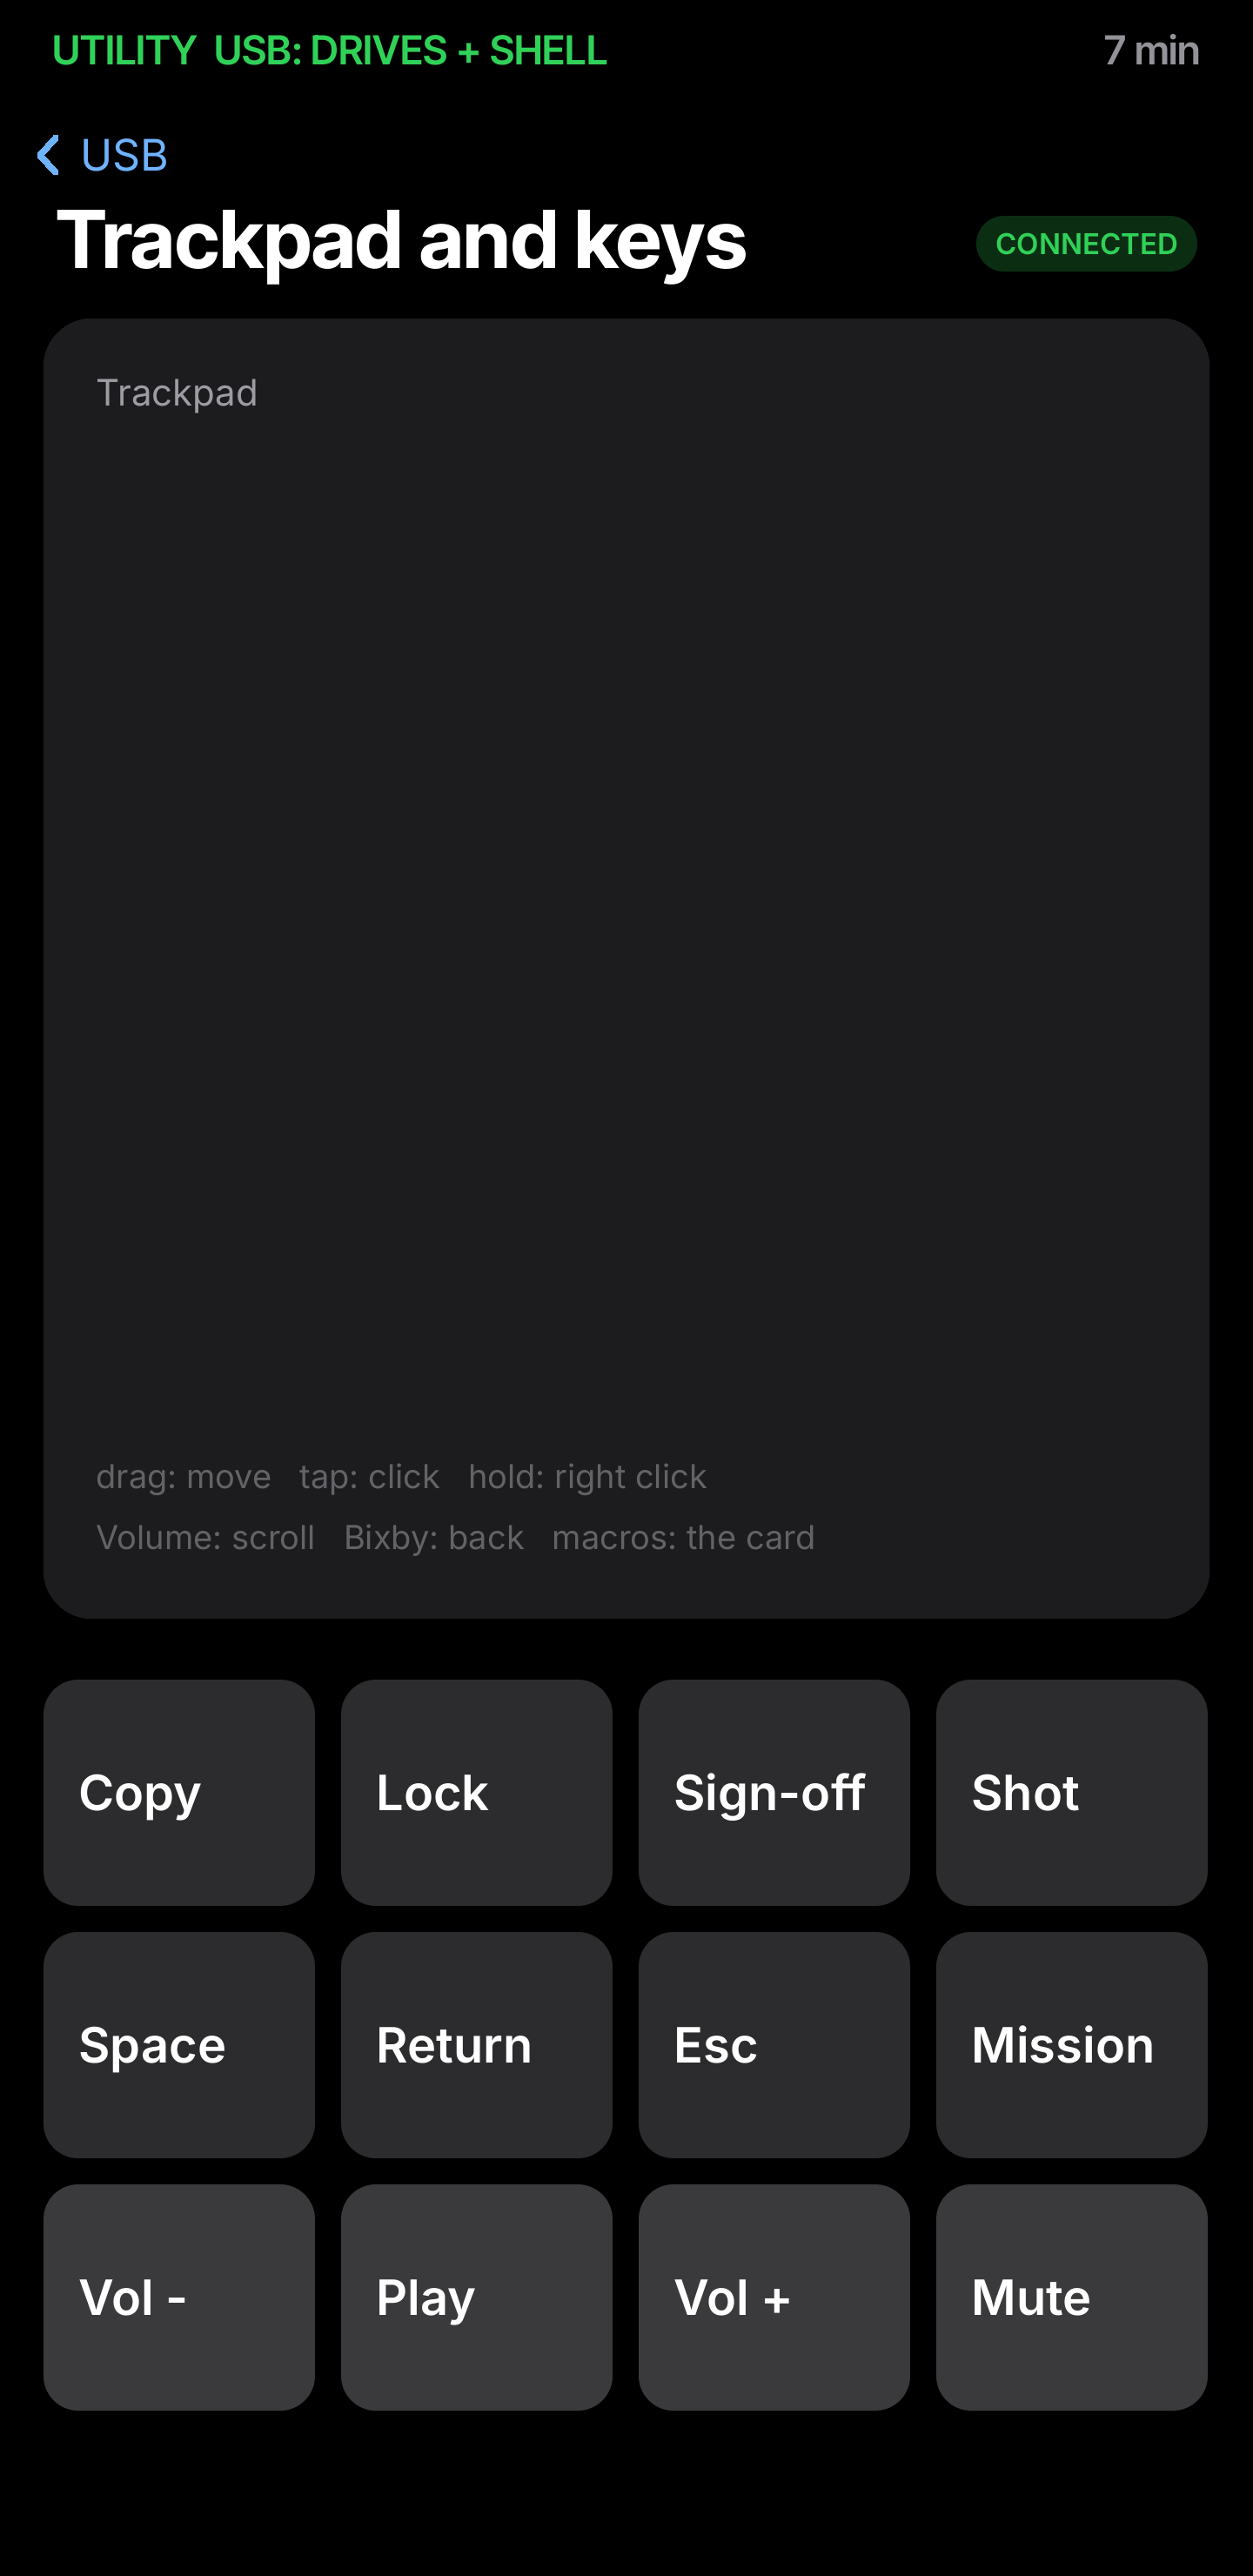 UTILITY USB: DRIVES + SHELL 7 min
USB
Trackpad and keys CONNECTED
Trackpad
drag: move tap: click hold: right click
Volume: scroll Bixby: back macros: the card
Copy Lock Sign-off Shot
Space Return Esc Mission
Vol - Play Vol + Mute